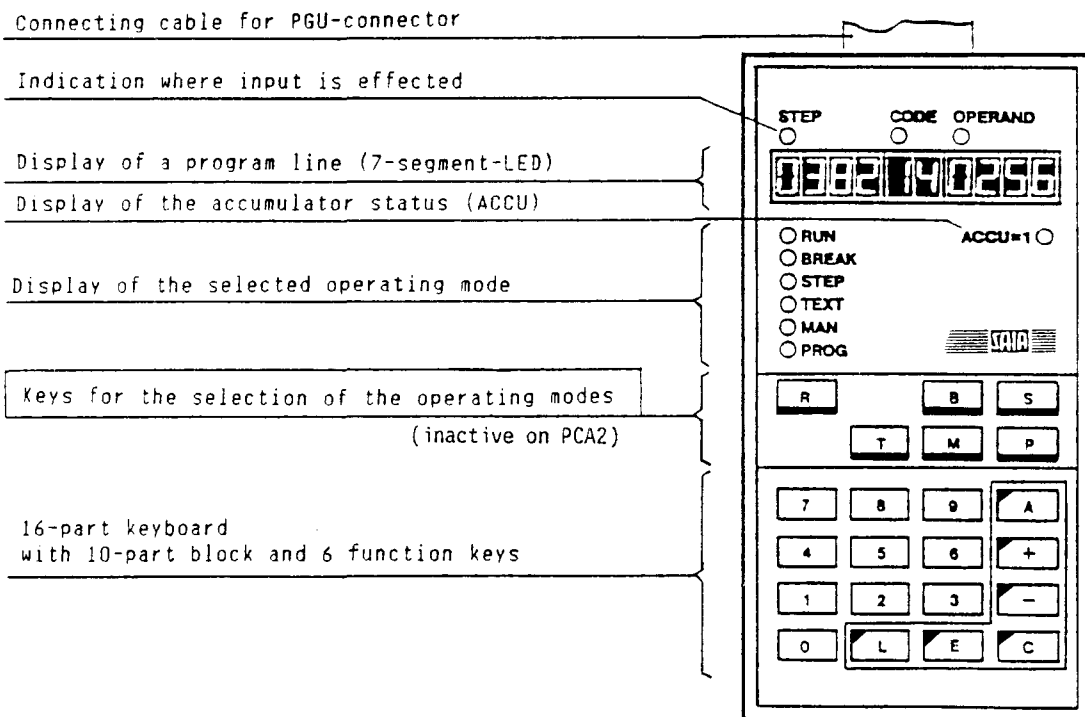 Connecting cable for PGU-connector
Indication where input is effected
Display of a program line (7-segment-LED)
Display of the accumulator status (ACCU)
Display of the selected operating mode
Keys for the selection of the operating modes
(inactive on PCA2)
16-part keyboard
with 10-part block and 6 function keys
STEP CODE OPERAND
0382 14 0256
RUN ACCU=1
BREAK
STEP
TEXT
MAN
PROG
SAIA
R B S
T M P
7 8 9 A
4 5 6 +
1 2 3 −
0 L E C